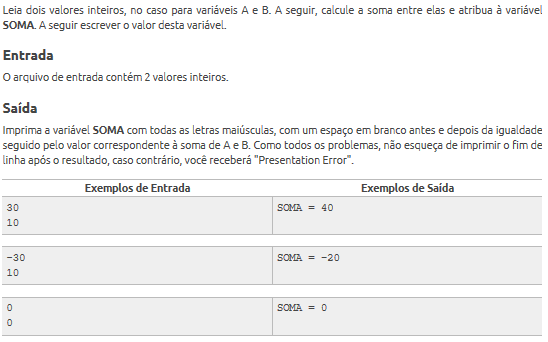 Leia dois valores inteiros, no caso para variáveis A e B. A seguir, calcule a soma entre elas e atribua à variável
SOMA. A seguir escrever o valor desta variável.
Entrada
O arquivo de entrada contém 2 valores inteiros.
Saída
Imprima a variável SOMA com todas as letras maiúsculas, com um espaço em branco antes e depois da igualdade
seguido pelo valor correspondente à soma de A e B. Como todos os problemas, não esqueça de imprimir o fim de
linha após o resultado, caso contrário, você receberá "Presentation Error".
Exemplos de Entrada Exemplos de Saída
30 SOMA = 40
10
-30 SOMA = -20
10
0 SOMA = 0
0